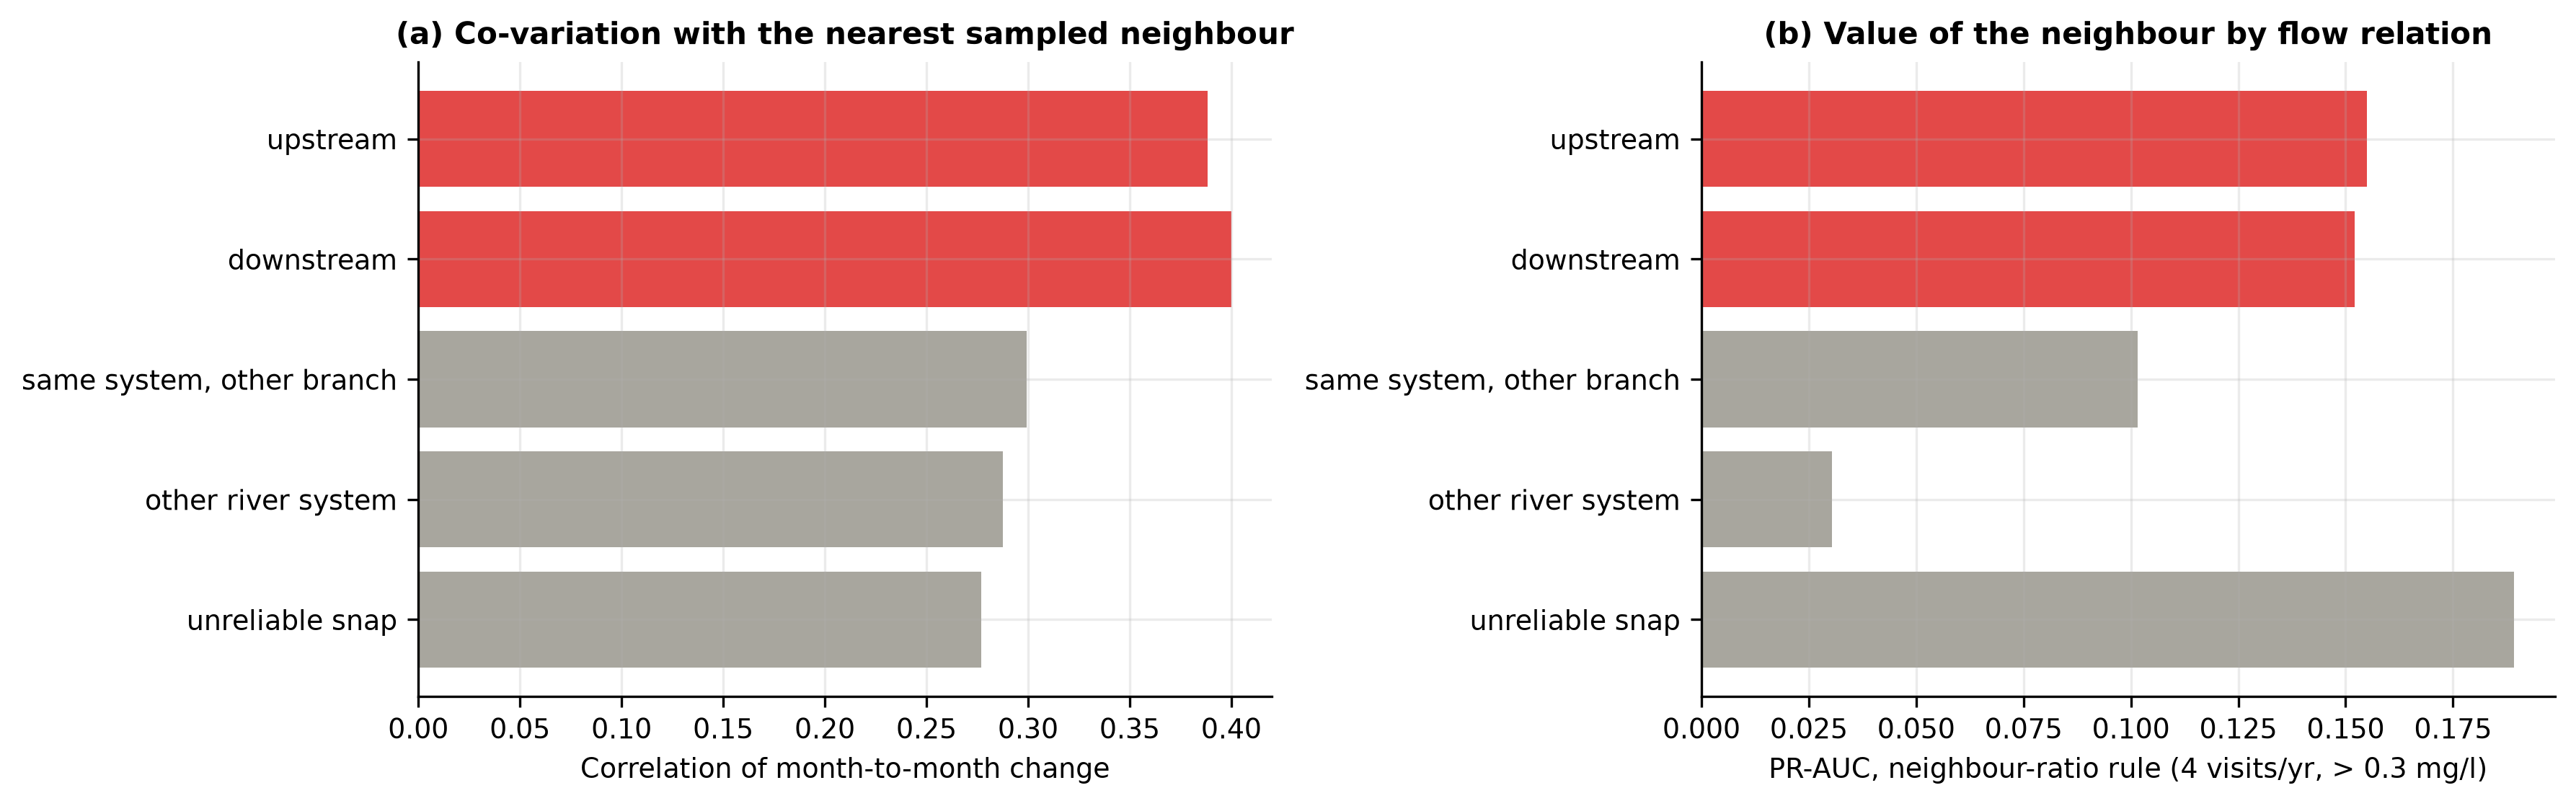 (a) Co-variation with the nearest sampled neighbour
upstream
downstream
same system, other branch
other river system
unreliable snap
0.00 0.05 0.10 0.15 0.20 0.25 0.30 0.35 0.40
Correlation of month-to-month change
(b) Value of the neighbour by flow relation
upstream
downstream
same system, other branch
other river system
unreliable snap
0.000 0.025 0.050 0.075 0.100 0.125 0.150 0.175
PR-AUC, neighbour-ratio rule (4 visits/yr, > 0.3 mg/l)